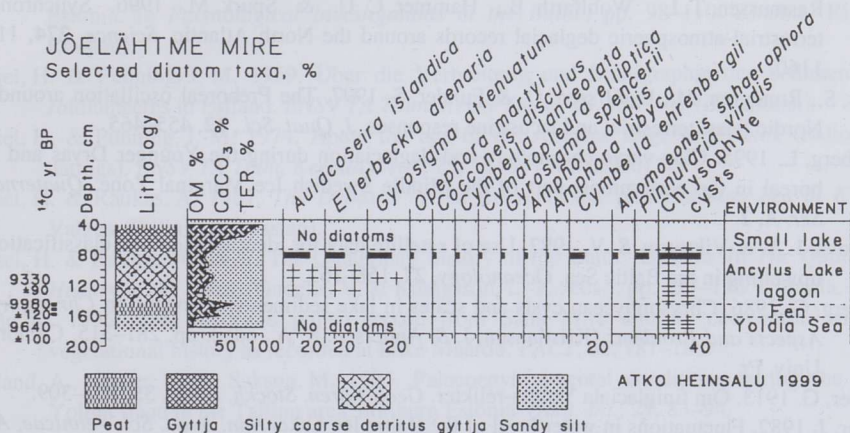 JÕELÄHTME MIRE
Selected diatom taxa, %
¹⁴C yr. BP
Depth, cm
Lithology
OM %
CaCO₃ %
TER %
Aulacoseira islandica
Ellerbeckia arenaria
Gyrosigma attenuatum
Opephora martyi
Cocconeis disculus
Cymbella lanceolata
Cymatopleura elliptica
Gyrosigma spencerii
Amphora ovalis
Amphora libyca
Cymbella ehrenbergii
Anomoeoneis sphaerophora
Pinnularia viridis
Chrysophyte cysts
ENVIRONMENT
40
80
120
160
200
9330 ±90
9960 ±120
9640 ±100
No diatoms
No diatoms
Small lake
Ancylus Lake lagoon
Fen
Yoldia Sea
50 100
20 20 20 20 20 40
ATKO HEINSALU 1999
Peat Gyttja Silty coarse detritus gyttja Sandy silt